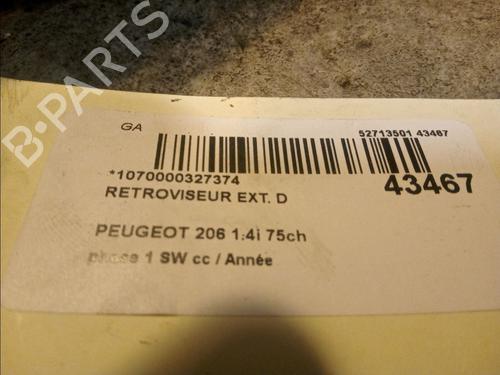 B-PARTS
GA
52713501 43467
*1070000327374
43467
RETROVISEUR EXT. D
PEUGEOT 206 1.4i 75ch
phase 1 SW cc / Année